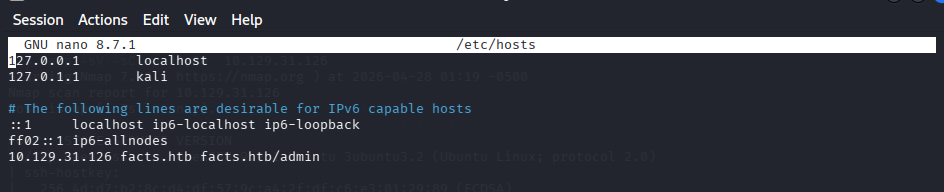 Session Actions Edit View Help
GNU nano 8.7.1 /etc/hosts
127.0.0.1 localhost
127.0.1.1 kali
# The following lines are desirable for IPv6 capable hosts
::1 localhost ip6-localhost ip6-loopback
ff02::1 ip6-allnodes
10.129.31.126 facts.htb facts.htb/admin